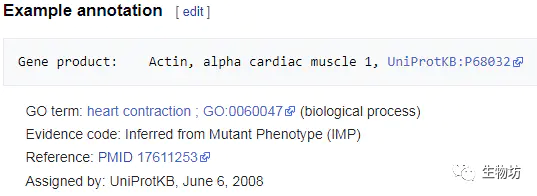 Example annotation [ edit ]
Gene product: Actin, alpha cardiac muscle 1, UniProtKB:P68032
GO term: heart contraction ; GO:0060047 (biological process)
Evidence code: Inferred from Mutant Phenotype (IMP)
Reference: PMID 17611253
Assigned by: UniProtKB, June 6, 2008
生物坊